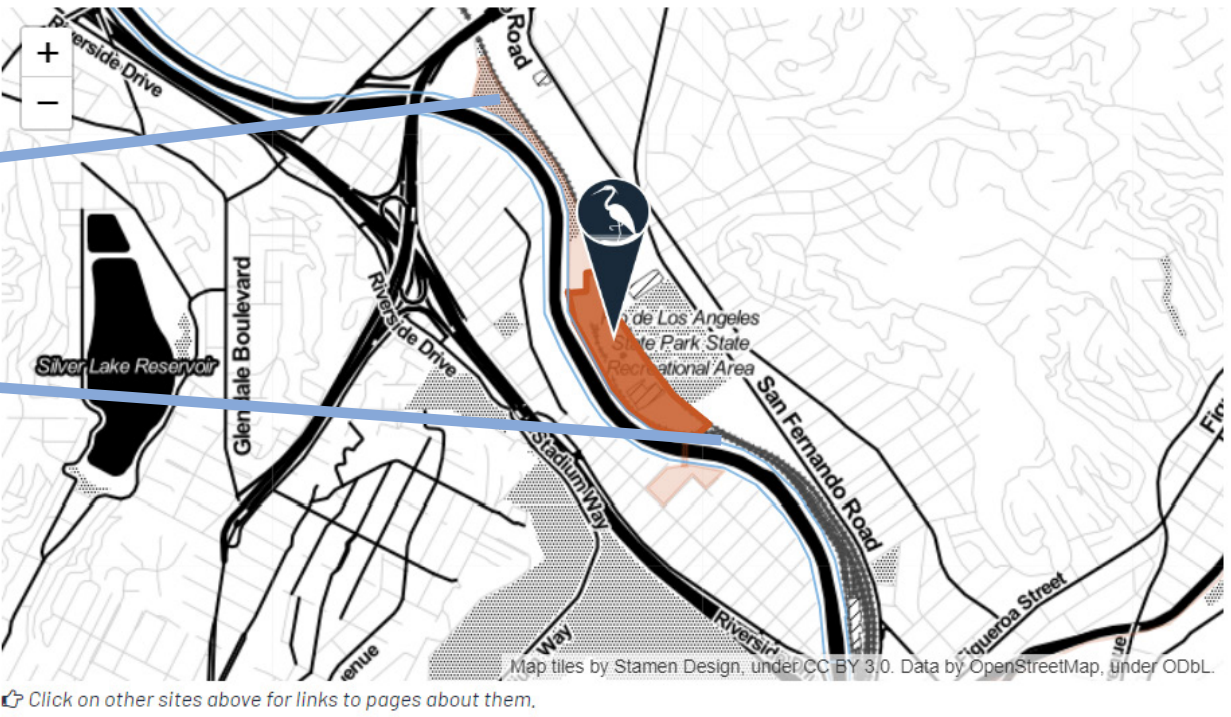 +
Riverside Drive
Road
−
Riverside Drive
Glendale Boulevard
Silver Lake Reservoir
de Los Angeles
State Park State
Recreational Area
San Fernando Road
Stadium Way
Figueroa Street
Way
enue
Riversid
ue
Fig
Map tiles by Stamen Design, under CC BY 3.0. Data by OpenStreetMap, under ODbL.
Click on other sites above for links to pages about them.